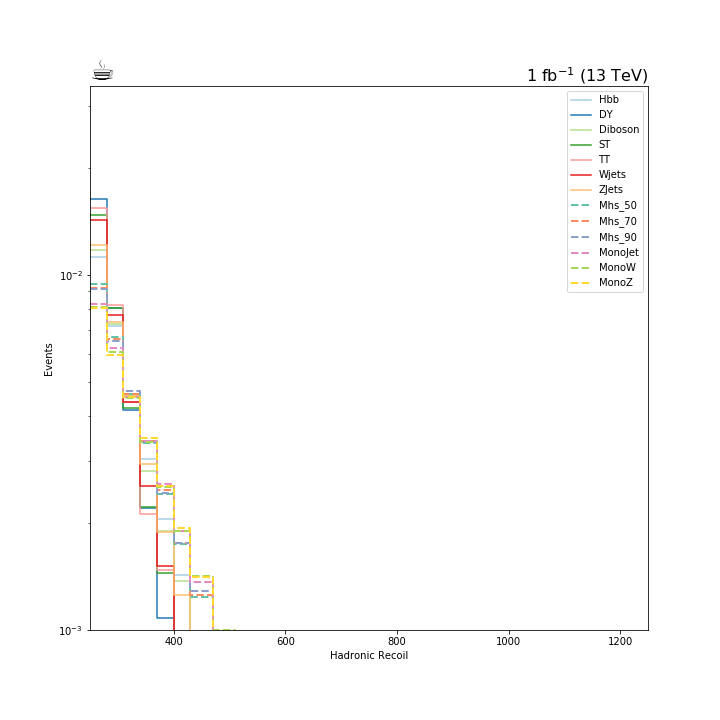 ☕
1 fb⁻¹ (13 TeV)
Hbb
DY
Diboson
ST
TT
Wjets
ZJets
Mhs_50
Mhs_70
Mhs_90
MonoJet
MonoW
MonoZ
Events
10⁻²
10⁻³
400 600 800 1000 1200
Hadronic Recoil